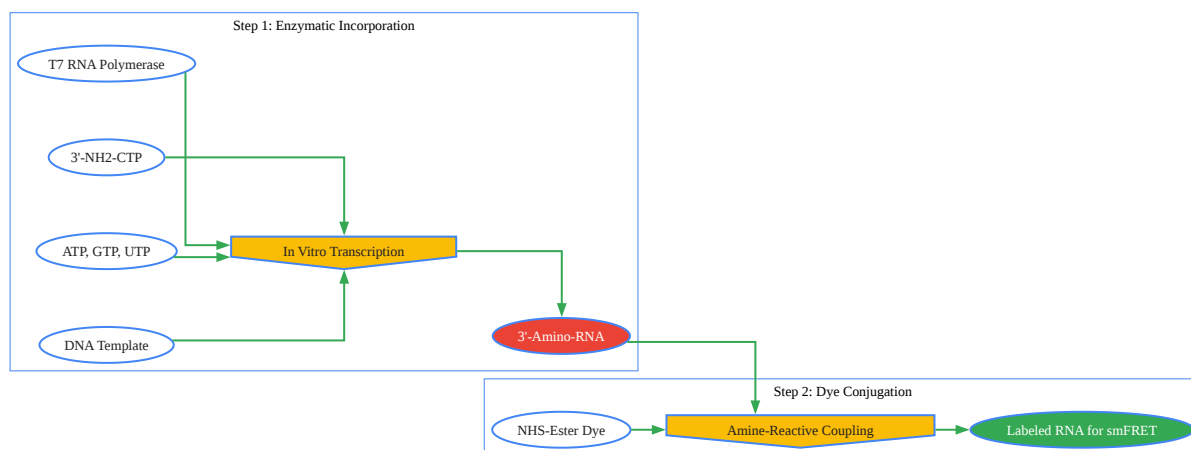 Step 1: Enzymatic Incorporation
T7 RNA Polymerase
3'-NH2-CTP
ATP, GTP, UTP
In Vitro Transcription
DNA Template
3'-Amino-RNA
Step 2: Dye Conjugation
NHS-Ester Dye
Amine-Reactive Coupling
Labeled RNA for smFRET